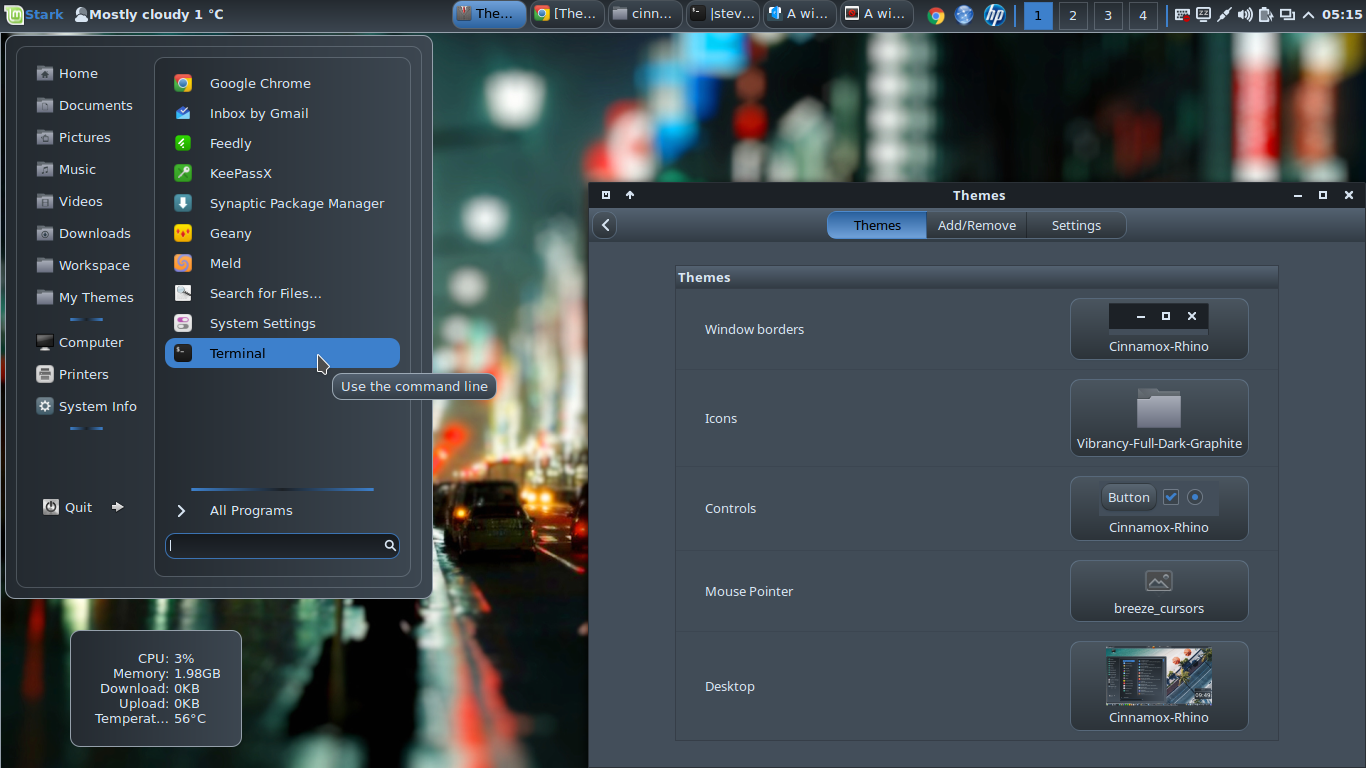 Stark
Mostly cloudy 1 °C
The...
[The...
cinn...
|stev...
A wi...
A wi...
hp
1
2
3
4
05:15
Home
Documents
Pictures
Music
Videos
Downloads
Workspace
My Themes
Computer
Printers
System Info
Quit
Google Chrome
Inbox by Gmail
Feedly
KeePassX
Synaptic Package Manager
Geany
Meld
Search for Files...
System Settings
Terminal
Use the command line
All Programs
CPU: 3%
Memory: 1.98GB
Download: 0KB
Upload: 0KB
Temperat... 56°C
Themes
Themes
Add/Remove
Settings
Themes
Window borders
Cinnamox-Rhino
Icons
Vibrancy-Full-Dark-Graphite
Controls
Button
Cinnamox-Rhino
Mouse Pointer
breeze_cursors
Desktop
09:49
Cinnamox-Rhino